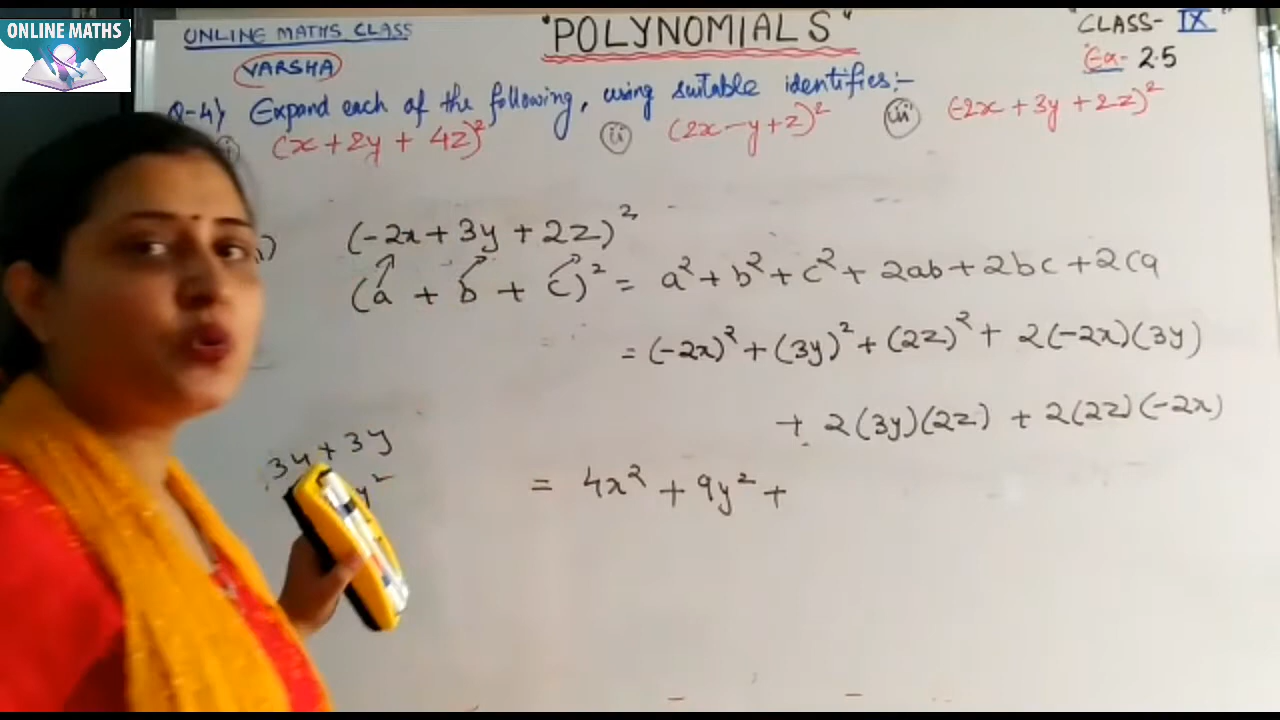 ONLINE MATHS
ONLINE MATHS CLASS
"POLYNOMIALS"
"CLASS- IX"
VARSHA
Ex- 2.5
Q-4) Expand each of the following, using suitable identifies:-
i (x + 2y + 4z)² (ii) (2x - y + z)² (iii) (-2x + 3y + 2z)²
) (-2x + 3y + 2z)²
(a + b + c)² = a² + b² + c² + 2ab + 2bc + 2ca
= (-2x)² + (3y)² + (2z)² + 2(-2x)(3y)
+ 2(3y)(2z) + 2(2z)(-2x)
3y + 3y
y²
= 4x² + 9y² +